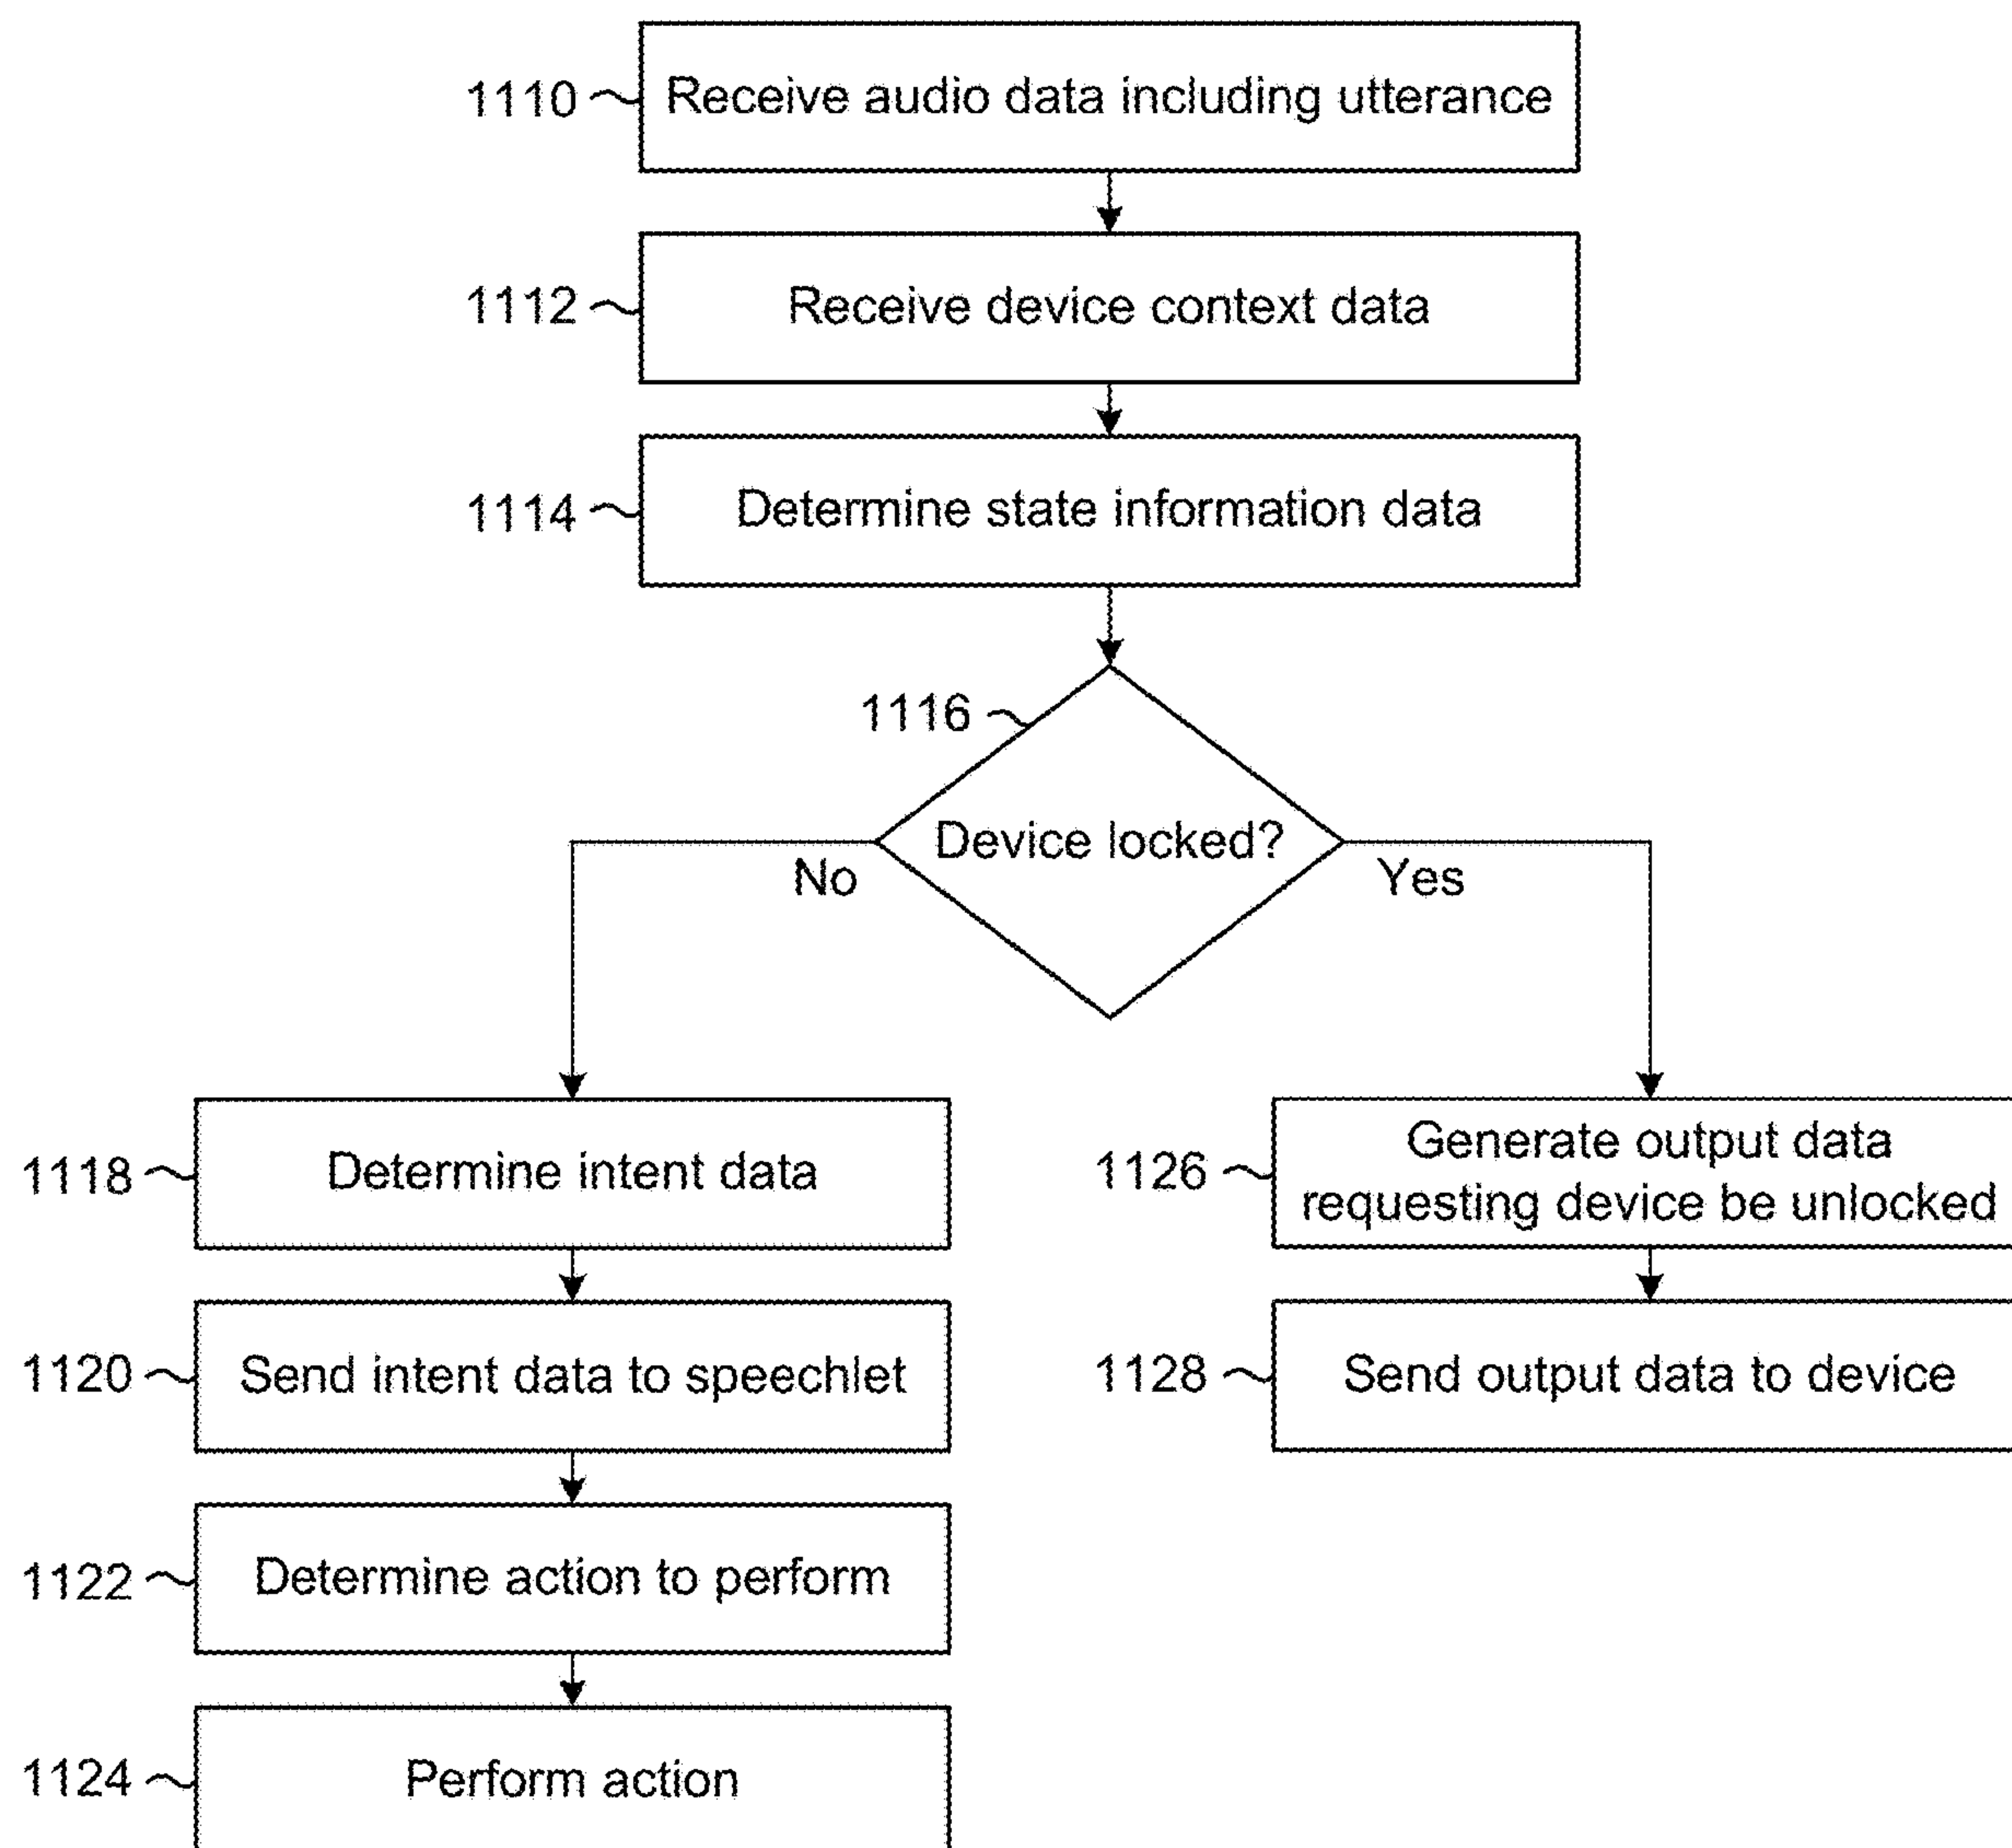 1110 Receive audio data including utterance
1112 Receive device context data
1114 Determine state information data
1116
Device locked?
No
Yes
1118 Determine intent data
1120 Send intent data to speechlet
1122 Determine action to perform
1124 Perform action
1126 Generate output data
requesting device be unlocked
1128 Send output data to device